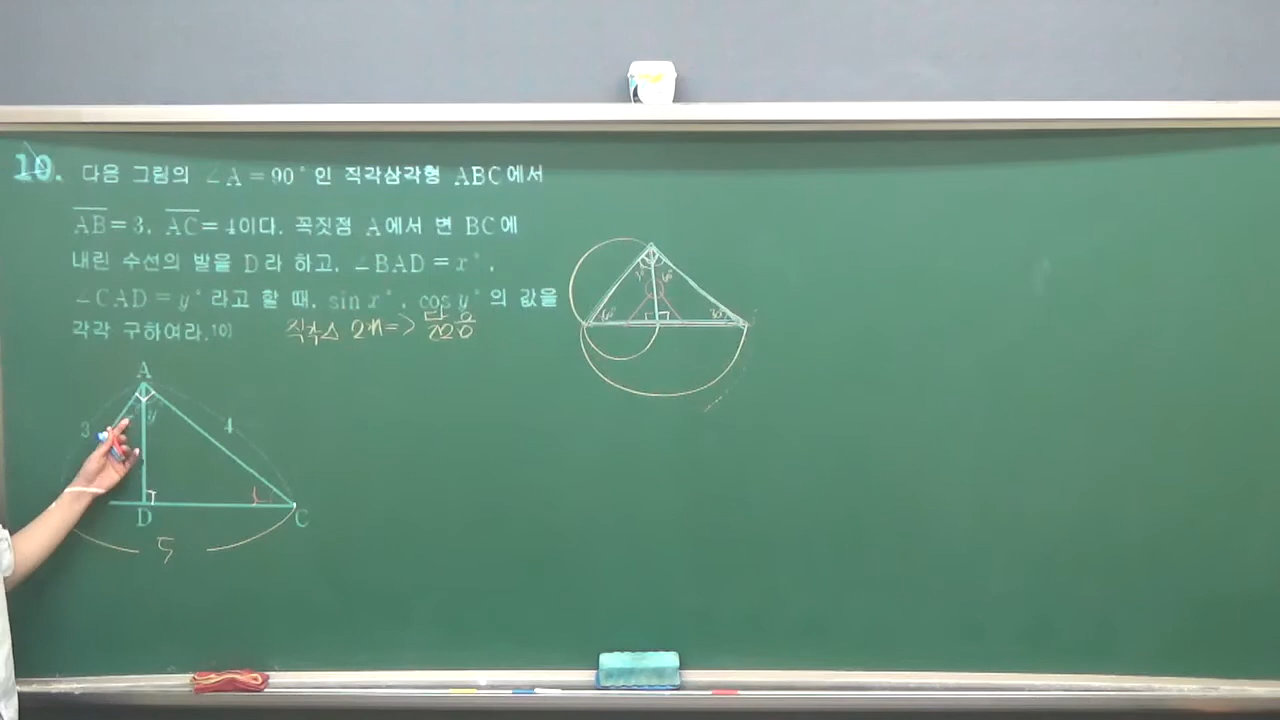 10. 다음 그림의 ∠A = 90° 인 직각삼각형 ABC에서
AB = 3, AC = 4이다. 꼭짓점 A에서 변 BC에
내린 수선의 발을 D라 하고, ∠BAD = x°,
∠CAD = y° 라고 할 때, sin x°, cos y° 의 값을
각각 구하여라.10)
직각 2개 => 닮음
A
3
y
4
D
C
5